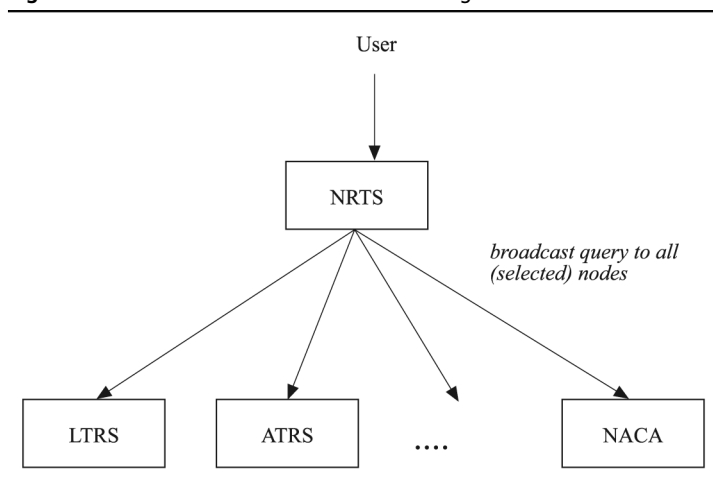 User
NRTS
broadcast query to all
(selected) nodes
LTRS
ATRS
....
NACA